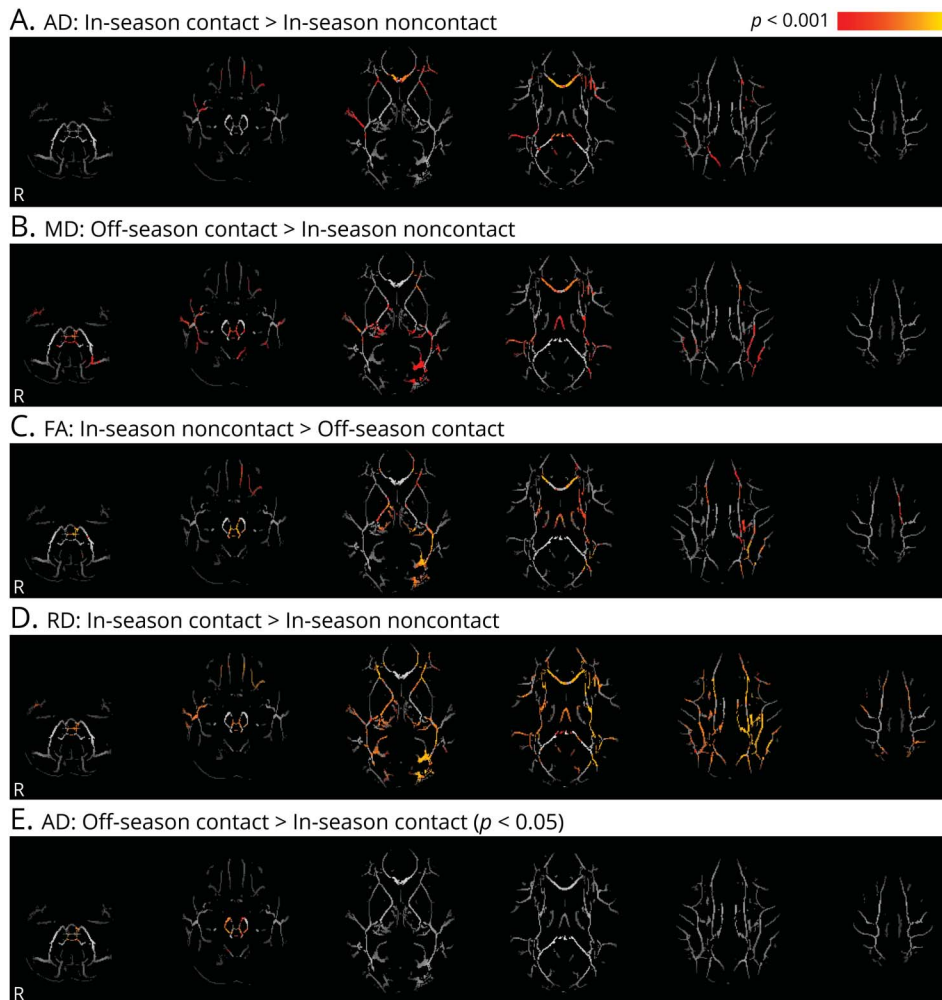 A. AD: In-season contact > In-season noncontact
p < 0.001
R
B. MD: Off-season contact > In-season noncontact
R
C. FA: In-season noncontact > Off-season contact
R
D. RD: In-season contact > In-season noncontact
R
E. AD: Off-season contact > In-season contact (p < 0.05)
R